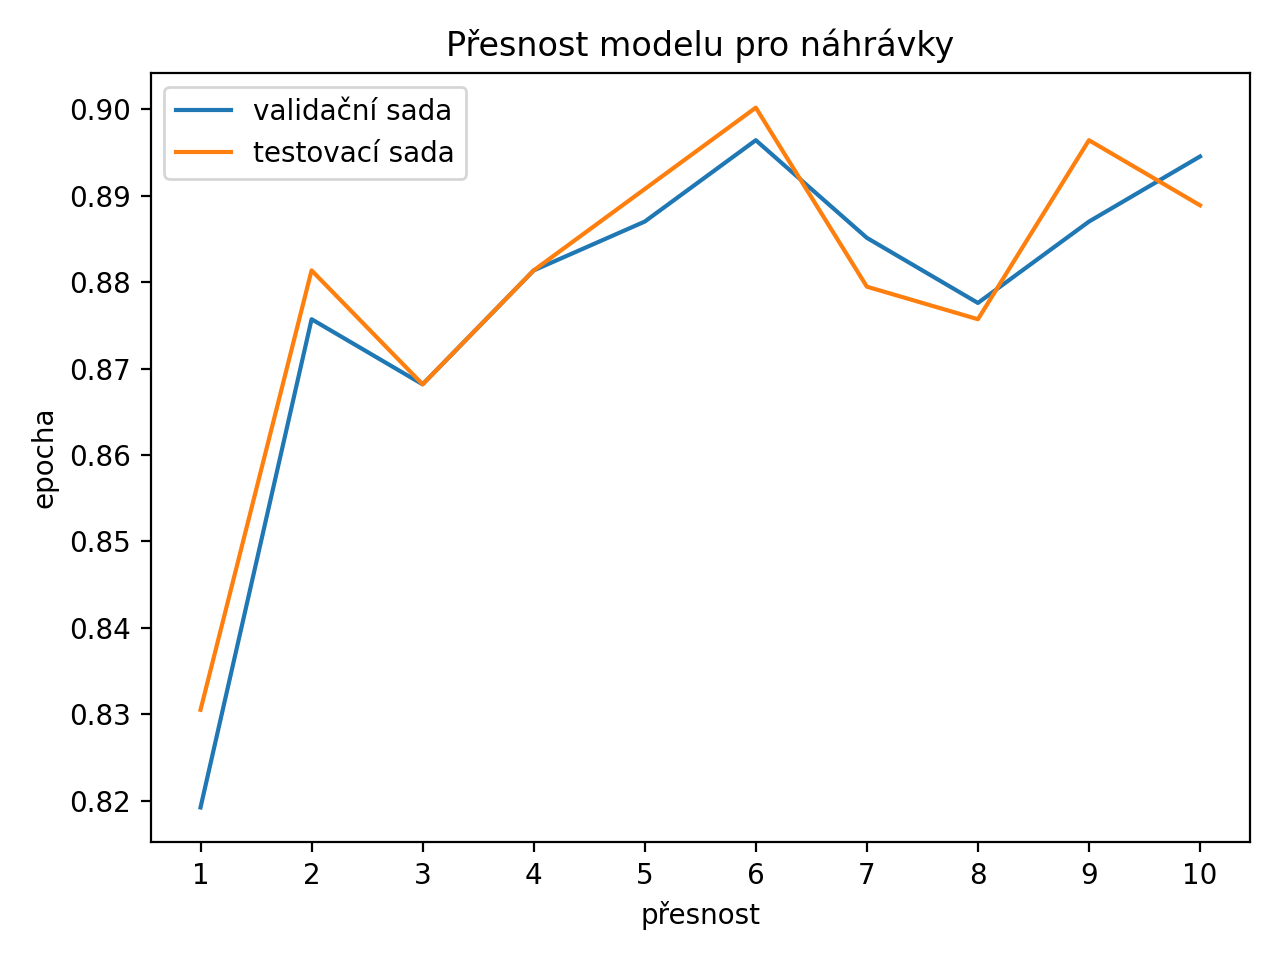 Přesnost modelu pro náhrávky
validační sada
testovací sada
0.90
0.89
0.88
0.87
0.86
0.85
0.84
0.83
0.82
epocha
1 2 3 4 5 6 7 8 9 10
přesnost